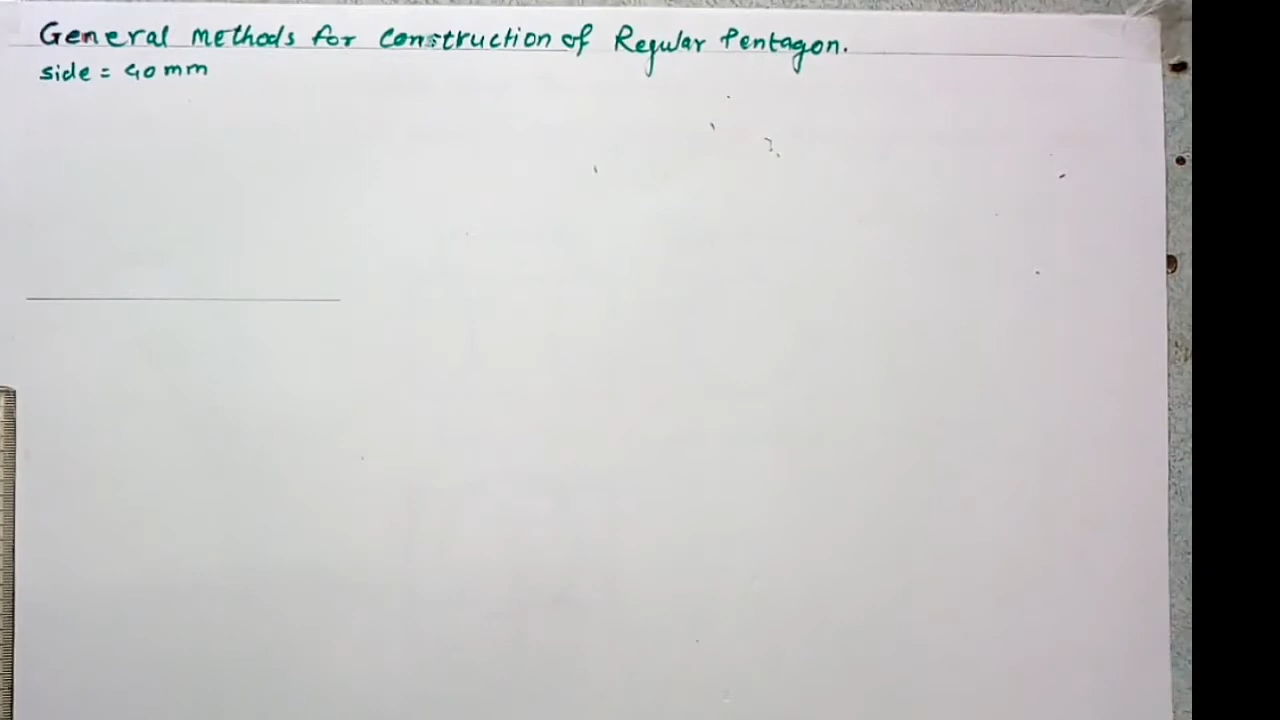 General methods for construction of Regular Pentagon.
side = 40 mm